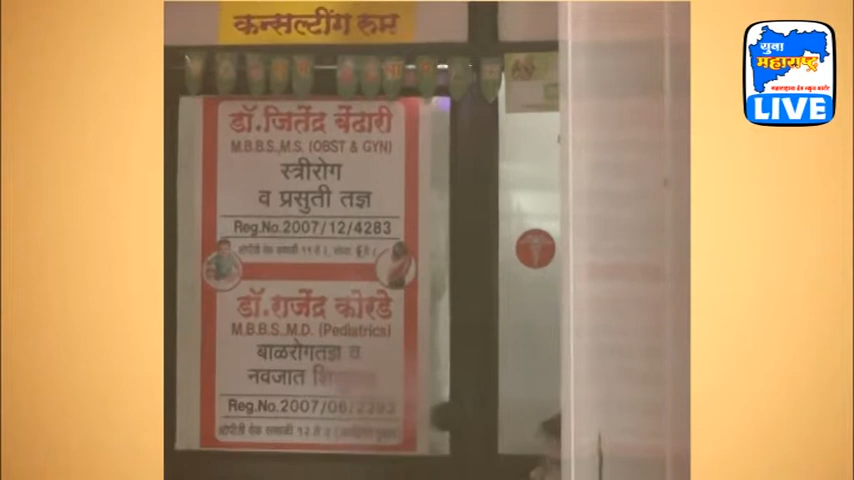 कन्सल्टींग रूम
युवा
महाराष्ट्र
LIVE
डॉ.जितेंद्र बेंढारी
M.B.B.S.,M.S. (OBST & GYN)
स्त्रीरोग
व प्रसुती तज्ञ
Reg.No.2007/12/4283
डॉ.राजेंद्र कोरडे
M.B.B.S.,M.D. (Pediatrics)
बाळरोगतज्ञ व
नवजात
Reg.No.2007/06/2393